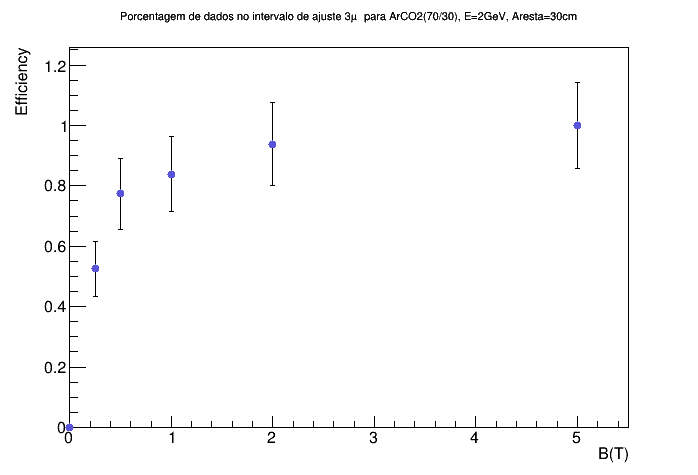 Porcentagem de dados no intervalo de ajuste 3μ para ArCO2(70/30), E=2GeV, Aresta=30cm
Efficiency
1.2
1
0.8
0.6
0.4
0.2
0
0 1 2 3 4 5
B(T)